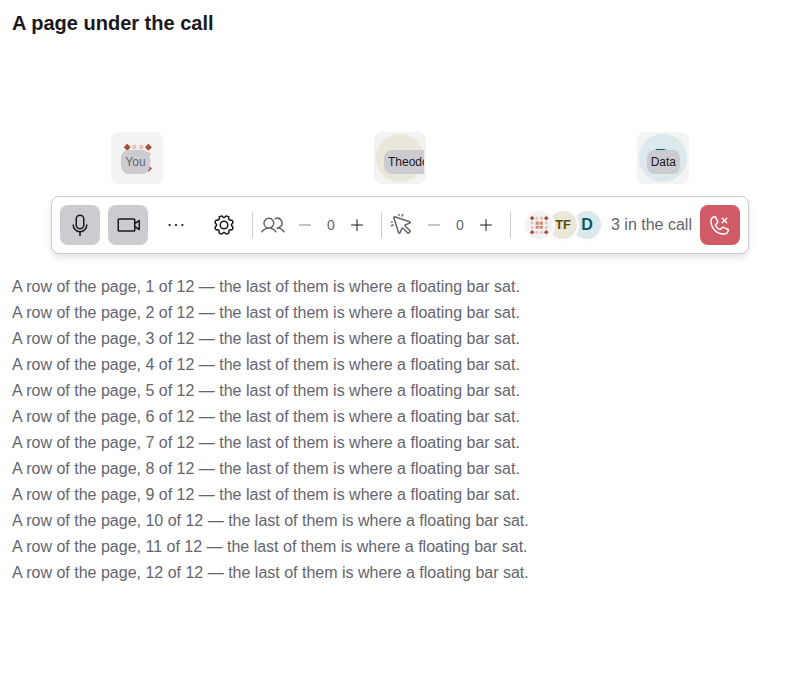 A page under the call
You
Theodo
Data
0
0
TF
D
3 in the call
A row of the page, 1 of 12 — the last of them is where a floating bar sat.
A row of the page, 2 of 12 — the last of them is where a floating bar sat.
A row of the page, 3 of 12 — the last of them is where a floating bar sat.
A row of the page, 4 of 12 — the last of them is where a floating bar sat.
A row of the page, 5 of 12 — the last of them is where a floating bar sat.
A row of the page, 6 of 12 — the last of them is where a floating bar sat.
A row of the page, 7 of 12 — the last of them is where a floating bar sat.
A row of the page, 8 of 12 — the last of them is where a floating bar sat.
A row of the page, 9 of 12 — the last of them is where a floating bar sat.
A row of the page, 10 of 12 — the last of them is where a floating bar sat.
A row of the page, 11 of 12 — the last of them is where a floating bar sat.
A row of the page, 12 of 12 — the last of them is where a floating bar sat.